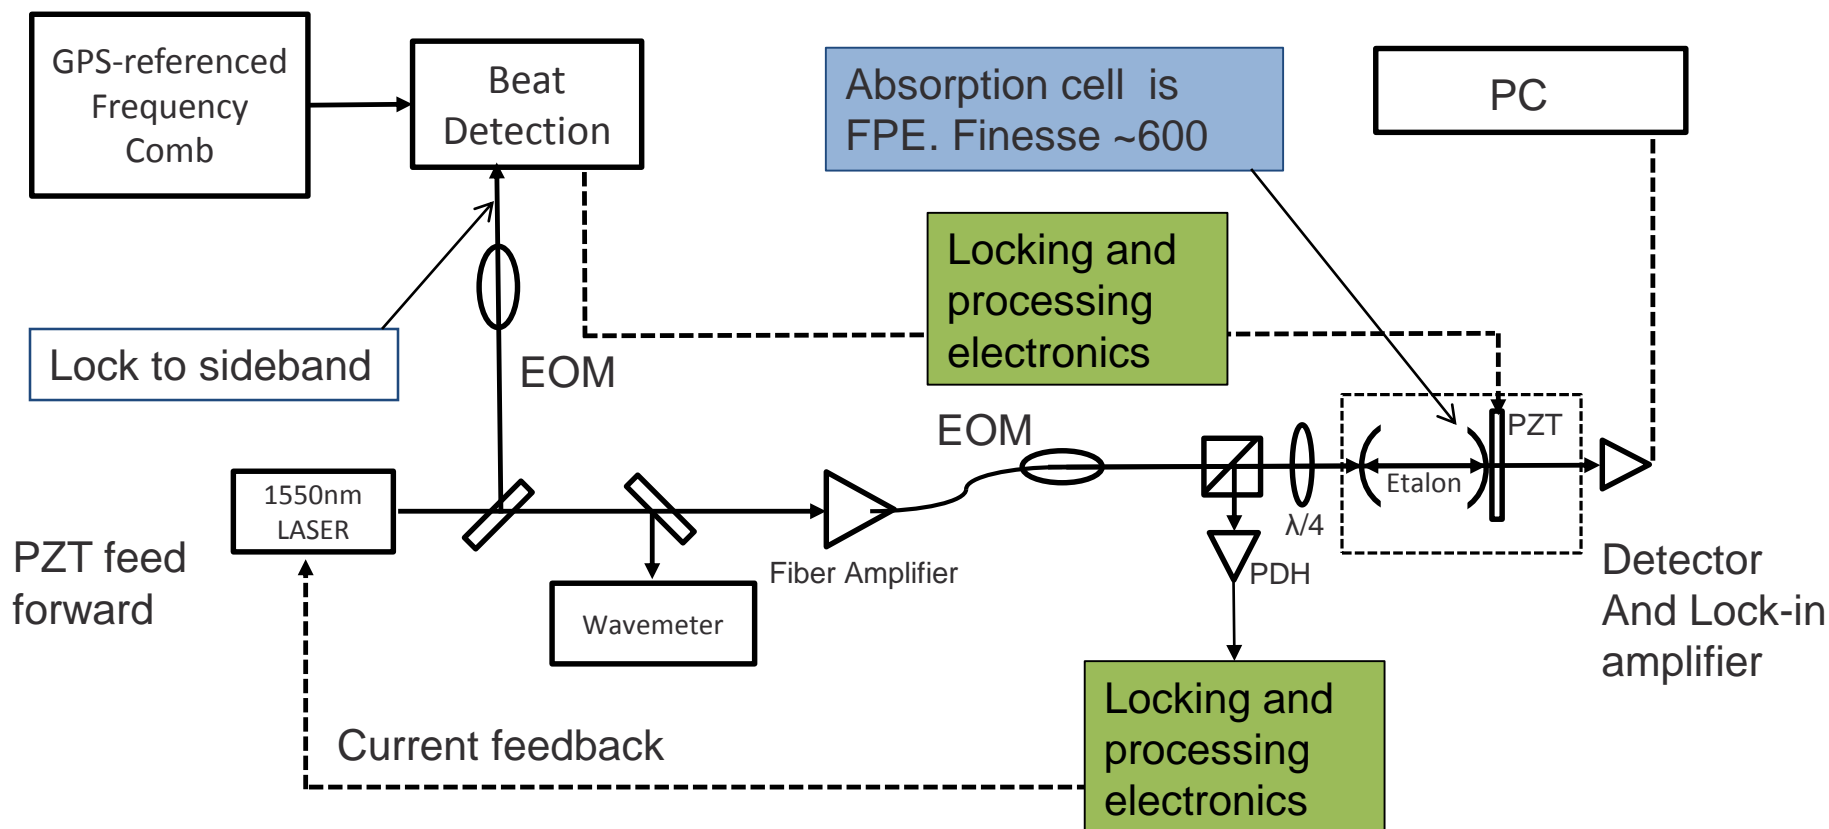 GPS-referenced
Frequency
Comb
Beat
Detection
Absorption cell  is
FPE. Finesse ~600
PC
Locking and
processing
electronics
Lock to sideband
EOM
EOM
PZT
Etalon
λ/4
1550nm
LASER
PZT feed
forward
Fiber Amplifier
PDH
Detector
And Lock-in
amplifier
Wavemeter
Locking and
processing
electronics
Current feedback